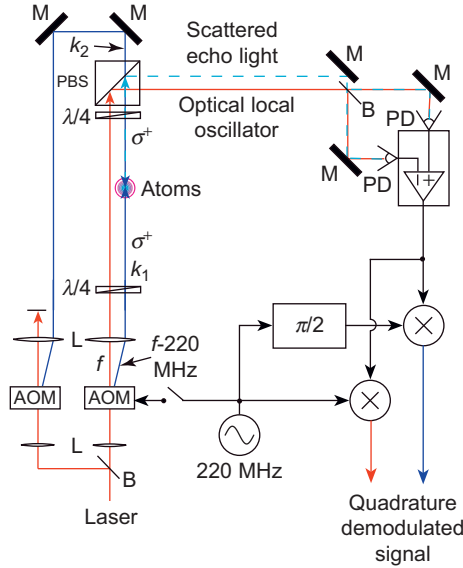 M
M
k₂
Scattered
echo light
M
M
PBS
B
Optical local
oscillator
PD
λ/4
σ⁺
M
PD
Atoms
σ⁺
k₁
λ/4
π/2
L
f
f-220
MHz
AOM
AOM
L
B
220 MHz
Laser
Quadrature
demodulated
signal